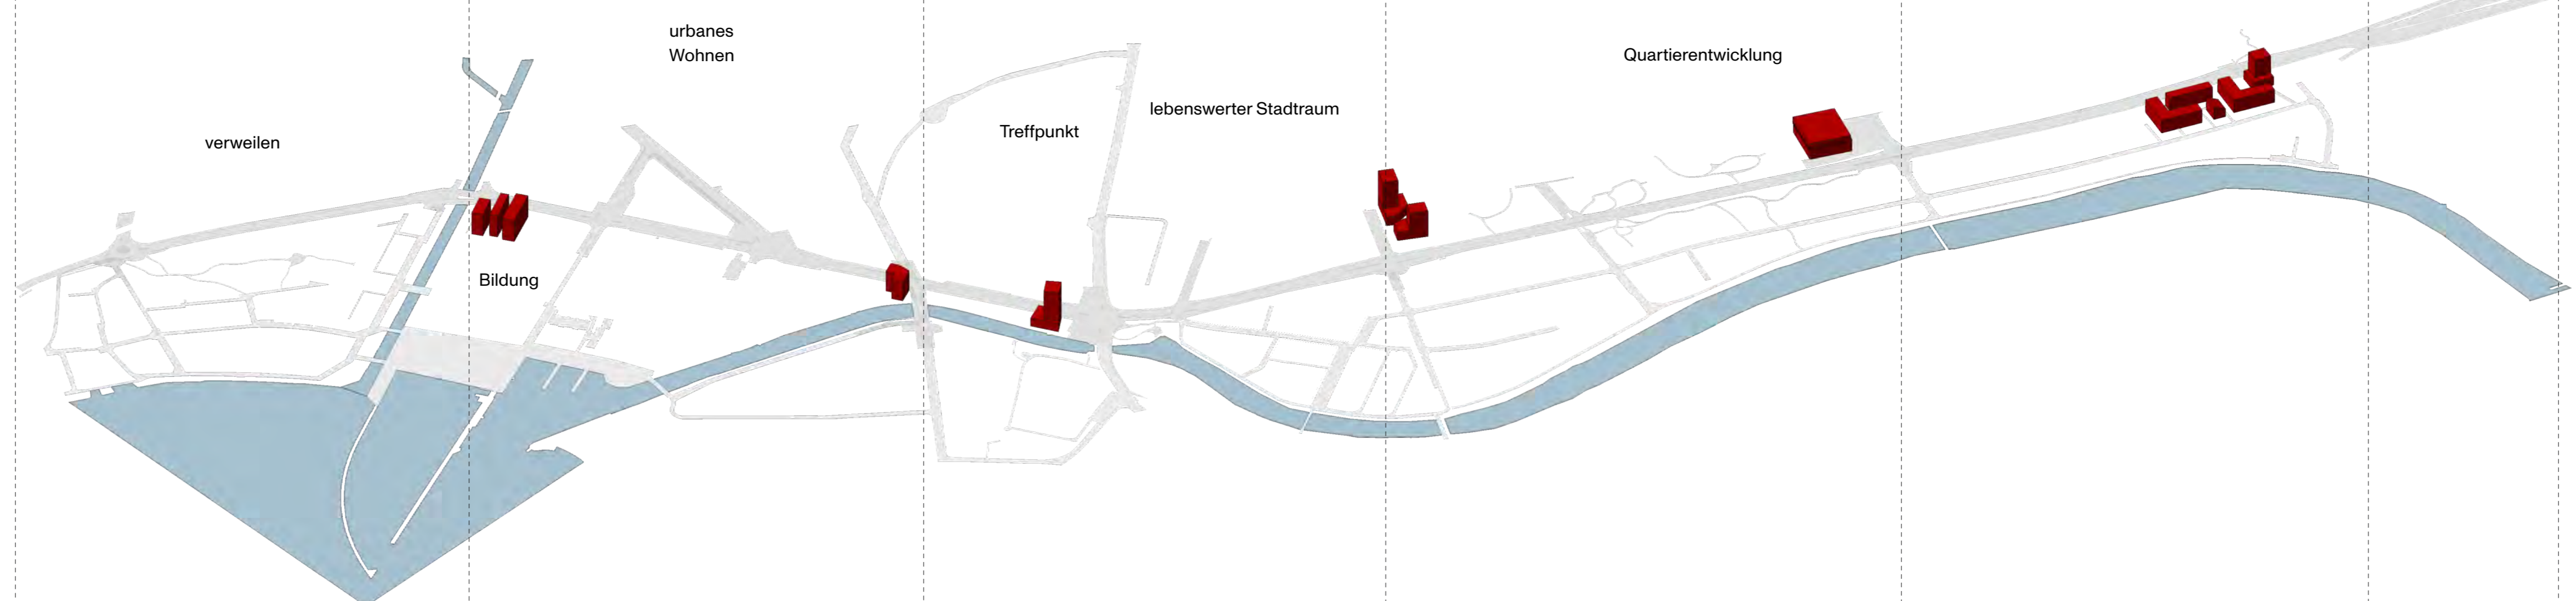 verweilen
urbanes
Wohnen
Bildung
Treffpunkt
lebenswerter Stadtraum
Quartierentwicklung